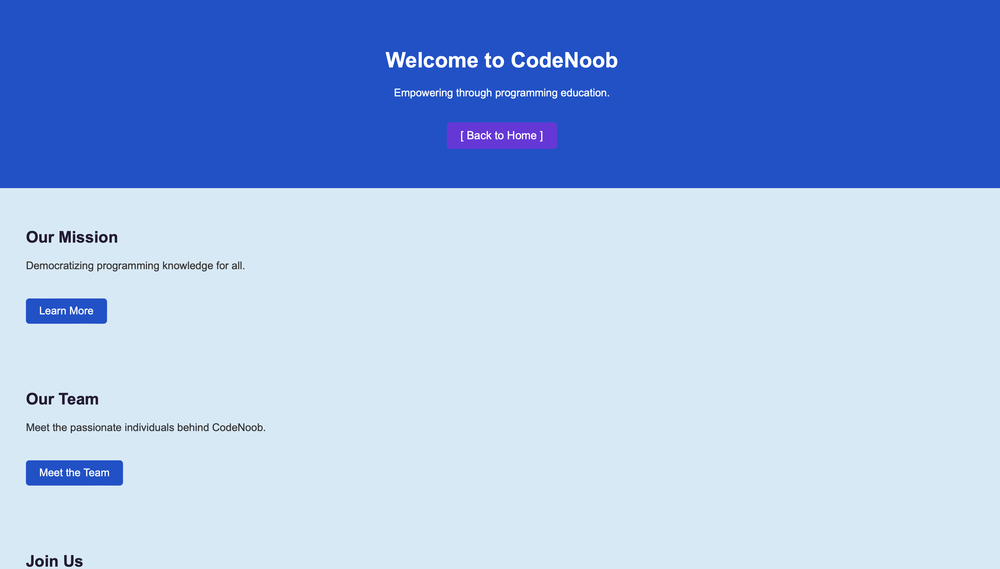 Welcome to CodeNoob
Empowering through programming education.
[ Back to Home ]
Our Mission
Democratizing programming knowledge for all.
Learn More
Our Team
Meet the passionate individuals behind CodeNoob.
Meet the Team
Join Us